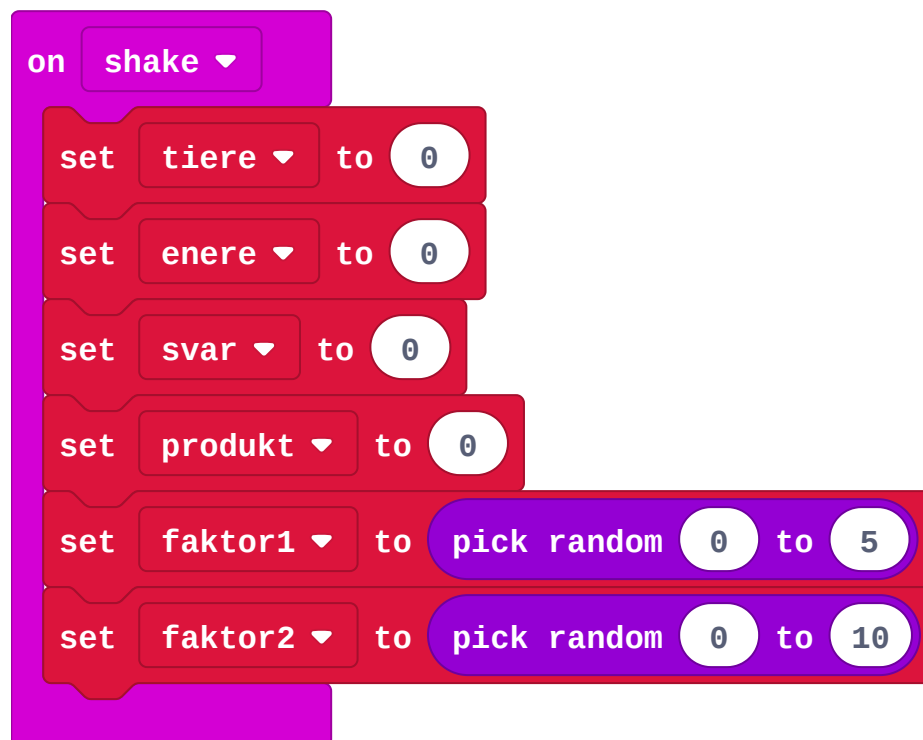 on shake
set tiere to 0
set enere to 0
set svar to 0
set produkt to 0
set faktor1 to pick random 0 to 5
set faktor2 to pick random 0 to 10